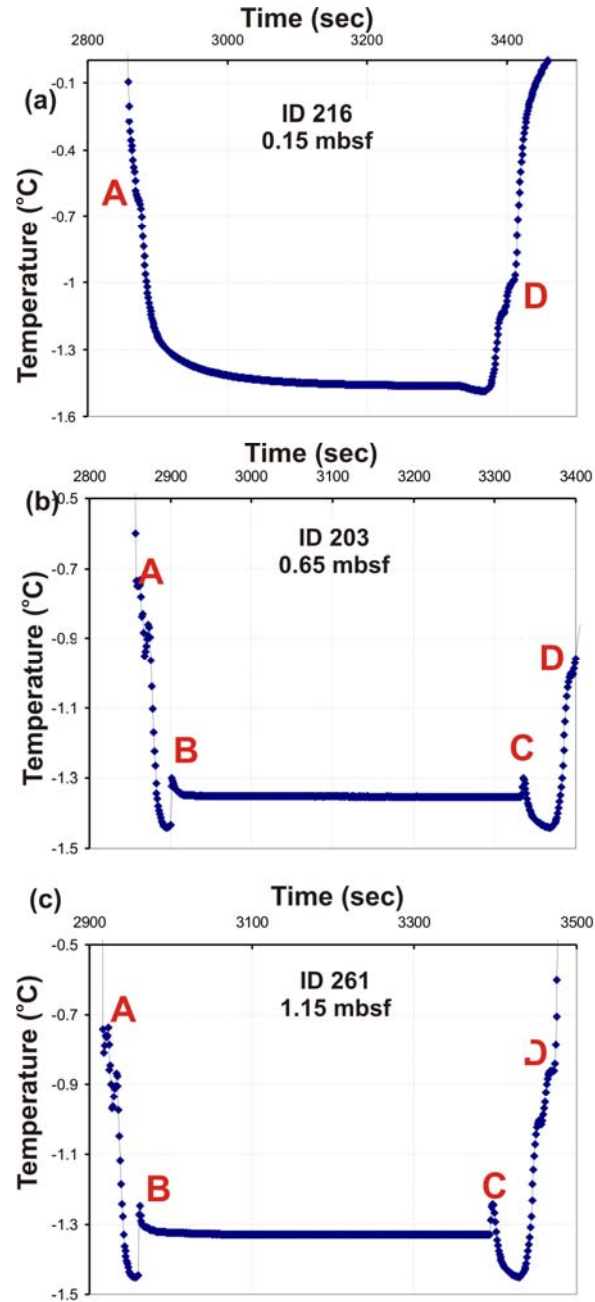 Time (sec)
2800 3000 3200 3400
(a)
-0.1
-0.4
-0.7
-1
-1.3
-1.6
Temperature (°C)
ID 216
0.15 mbsf
A
D
Time (sec)
2800 2900 3000 3100 3200 3300 3400
(b)
-0.5
-0.7
-0.9
-1.1
-1.3
-1.5
Temperature (°C)
ID 203
0.65 mbsf
A
B
C
D
Time (sec)
2900 3100 3300 3500
(c)
-0.5
-0.7
-0.9
-1.1
-1.3
-1.5
Temperature (°C)
ID 261
1.15 mbsf
A
B
C
D